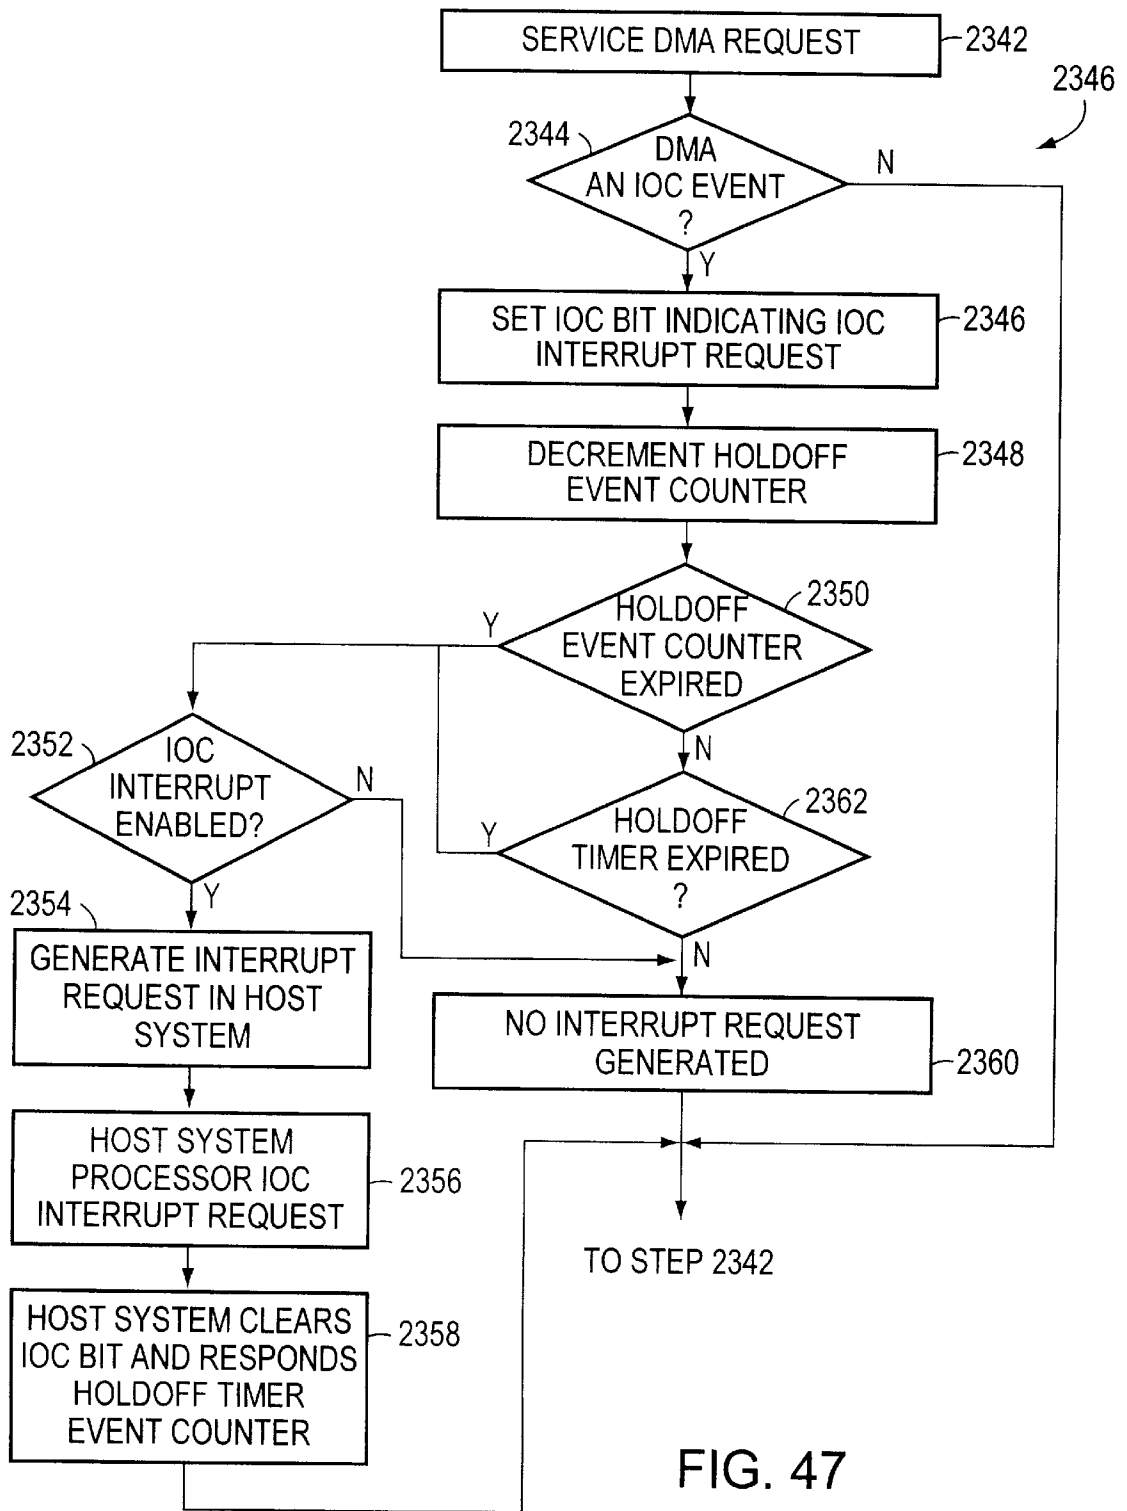 SERVICE DMA REQUEST
2342
2346
2344
DMA
AN IOC EVENT
?
N
Y
SET IOC BIT INDICATING IOC
INTERRUPT REQUEST
2346
DECREMENT HOLDOFF
EVENT COUNTER
2348
HOLDOFF
EVENT COUNTER
EXPIRED
2350
Y
N
2352
IOC
INTERRUPT
ENABLED?
N
Y
HOLDOFF
TIMER EXPIRED
?
2362
Y
N
2354
GENERATE INTERRUPT
REQUEST IN HOST
SYSTEM
NO INTERRUPT REQUEST
GENERATED
2360
HOST SYSTEM
PROCESSOR IOC
INTERRUPT REQUEST
2356
TO STEP 2342
HOST SYSTEM CLEARS
IOC BIT AND RESPONDS
HOLDOFF TIMER
EVENT COUNTER
2358
FIG. 47